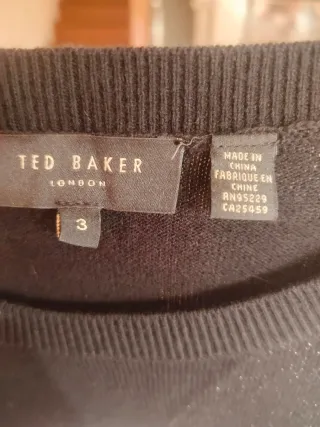 TED BAKER
LONDON
3
MADE IN
CHINA
FABRIQUE EN
CHINE
RN95229
CA25459